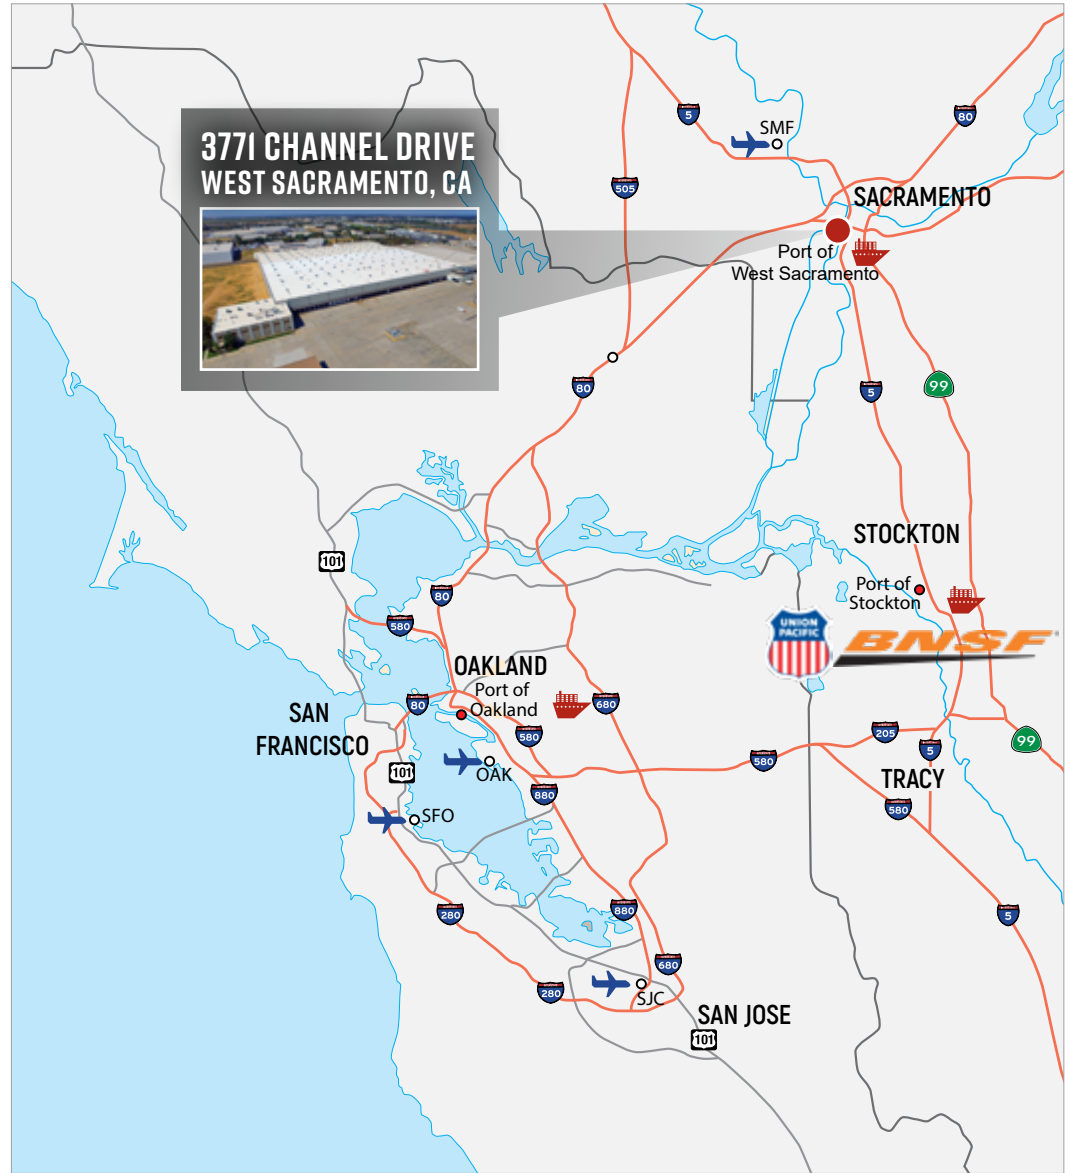 3771 CHANNEL DRIVE
WEST SACRAMENTO, CA
5
80
SMF
505
SACRAMENTO
Port of
West Sacramento
80
5
99
101
STOCKTON
Port of
Stockton
80
580
UNION
PACIFIC
BNSF
OAKLAND
Port of
Oakland
80
680
SAN
FRANCISCO
580
205
99
5
580
101
OAK
TRACY
880
580
SFO
280
880
5
680
280
SJC
SAN JOSE
101